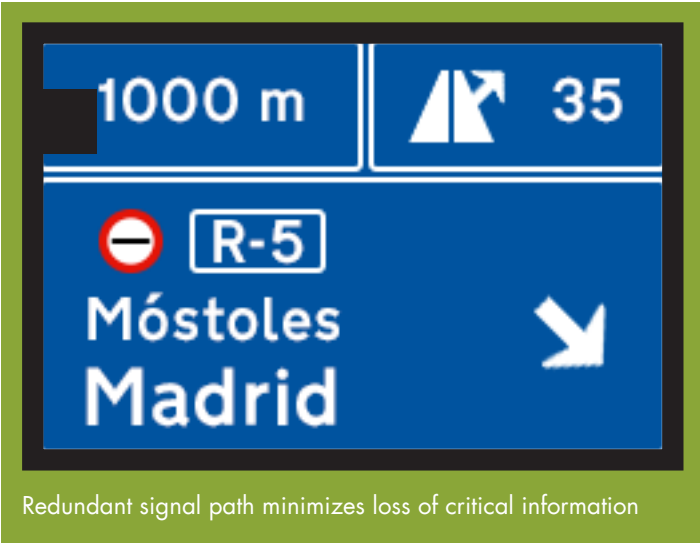 1000 m
35
R-5
Móstoles
Madrid
Redundant signal path minimizes loss of critical information